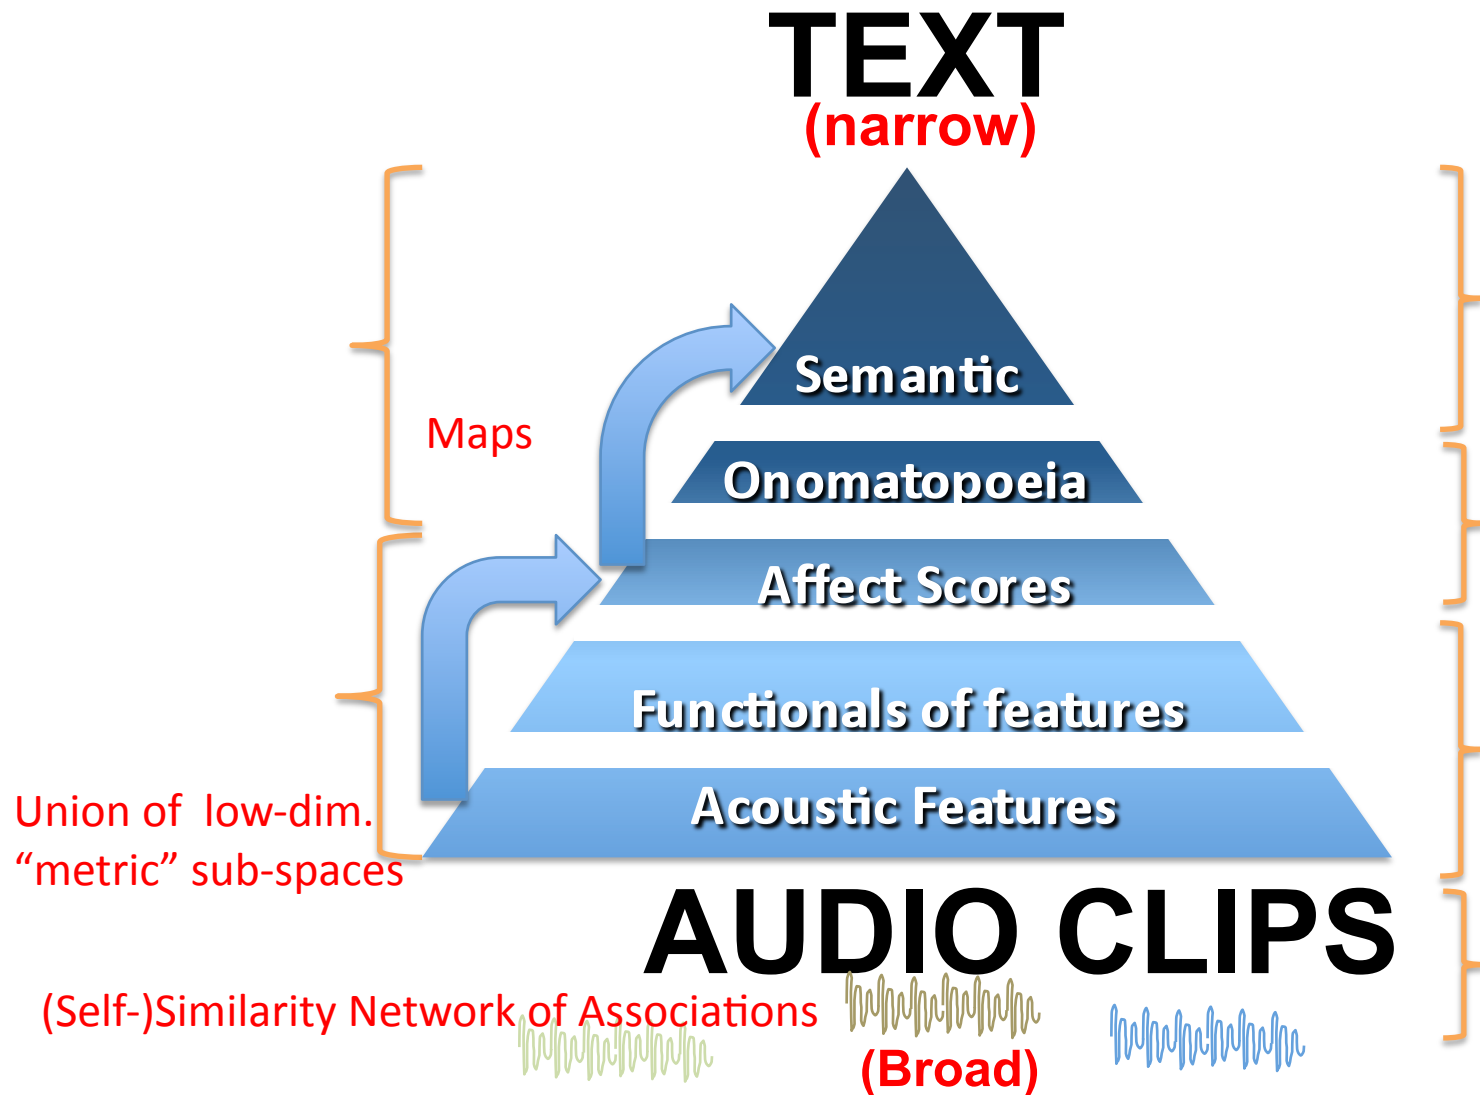 TEXT
(narrow)
Semantic
Maps
Onomatopoeia
Affect Scores
Functionals of features
Union of low-dim.
“metric” sub-spaces
Acoustic Features
AUDIO CLIPS
(Self-)Similarity Network of Associations
(Broad)